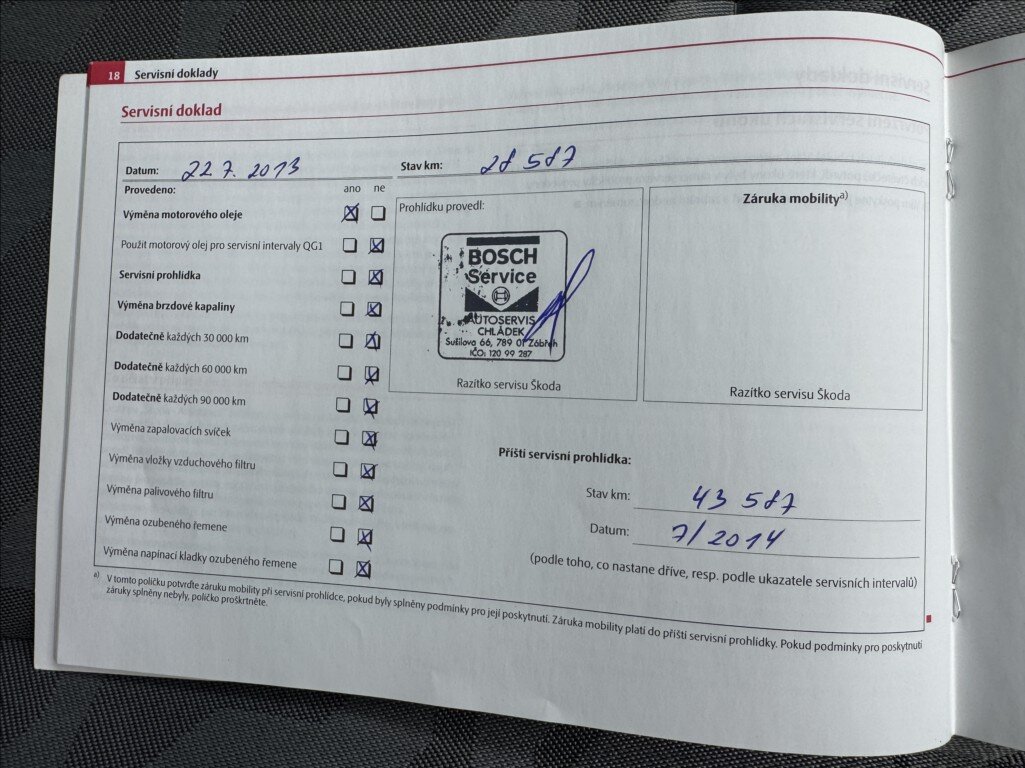 18 Servisní doklady
Servisní doklad
Datum: 22.7.2013 Stav km: 28 587
Provedeno: ano ne
Výměna motorového oleje
Použit motorový olej pro servisní intervaly QG1
Servisní prohlídka
Výměna brzdové kapaliny
Dodatečně každých 30 000 km
Dodatečně každých 60 000 km
Dodatečně každých 90 000 km
Výměna zapalovacích svíček
Výměna vložky vzduchového filtru
Výměna palivového filtru
Výměna ozubeného řemene
Výměna napínací kladky ozubeného řemene
Prohlídku provedl:
BOSCH
Service
AUTOSERVIS
CHLÁDEK
Sušilova 66, 789 01 Zábřeh
IČO: 120 99 287
Razítko servisu Škoda
Záruka mobility a)
Razítko servisu Škoda
Příští servisní prohlídka:
Stav km: 43 587
Datum: 7/2014
(podle toho, co nastane dříve, resp. podle ukazatele servisních intervalů)
a) V tomto políčku potvrďte záruku mobility při servisní prohlídce, pokud byly splněny podmínky pro její poskytnutí. Záruka mobility platí do příští servisní prohlídky. Pokud podmínky pro poskytnutí
záruky splněny nebyly, políčko proškrtněte.